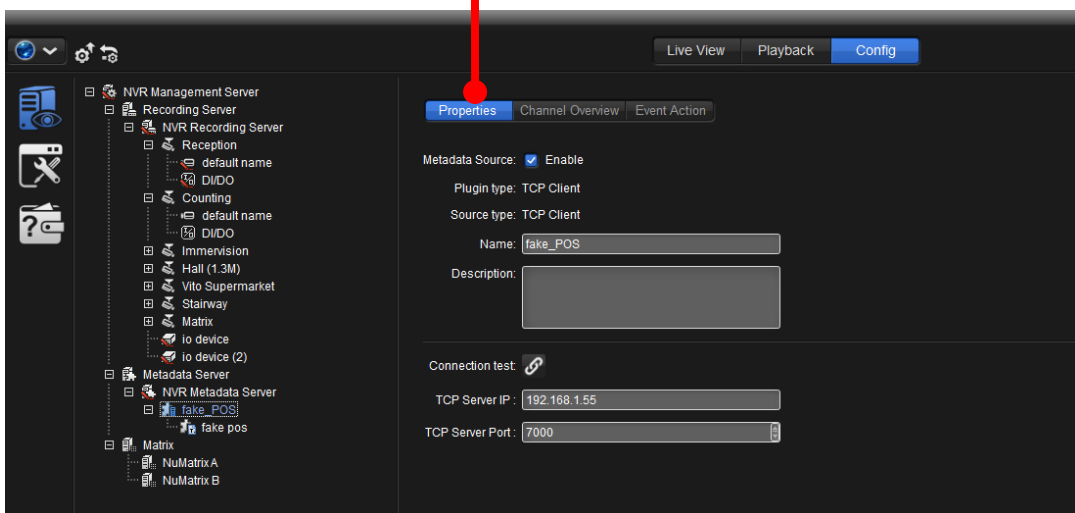 Live View Playback Config
NVR Management Server
Recording Server
NVR Recording Server
Reception
default name
DI/DO
Counting
default name
DI/DO
Immervision
Hall (1.3M)
Vito Supermarket
Stairway
Matrix
io device
io device (2)
Metadata Server
NVR Metadata Server
fake_POS
fake pos
Matrix
NuMatrix A
NuMatrix B
Properties Channel Overview Event Action
Metadata Source: Enable
Plugin type: TCP Client
Source type: TCP Client
Name: fake_POS
Description:
Connection test:
TCP Server IP : 192.168.1.55
TCP Server Port : 7000